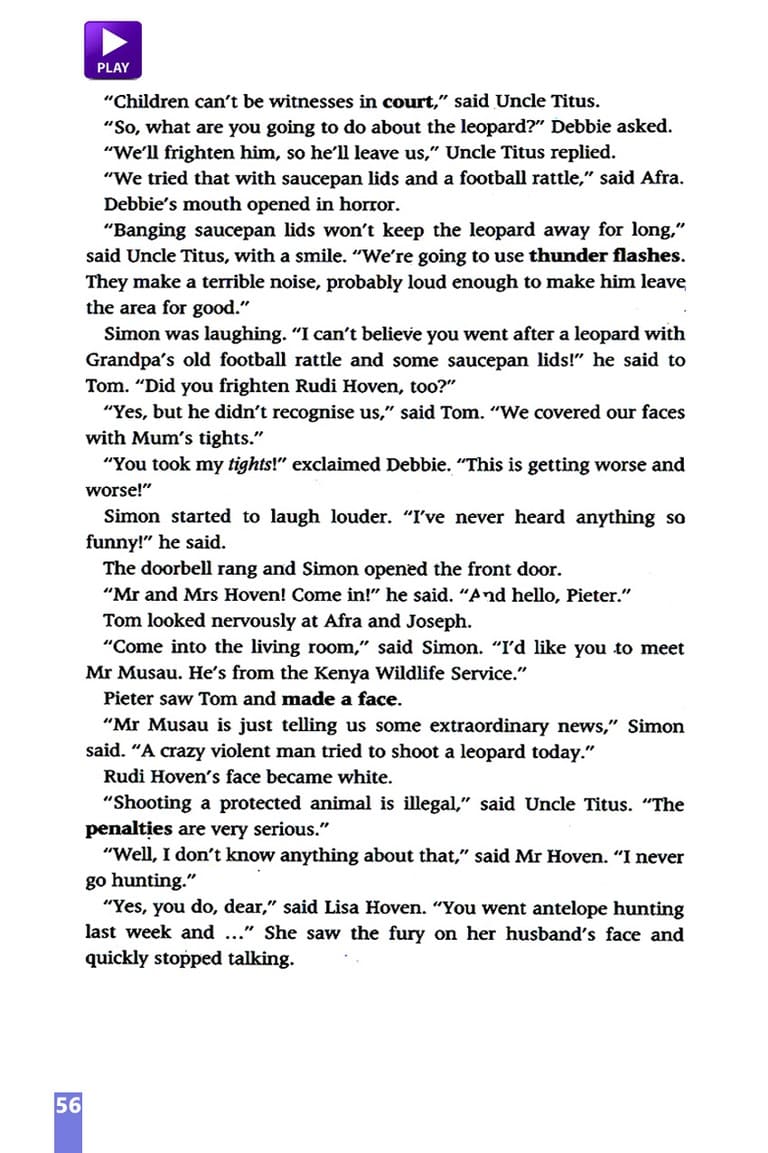 PLAY
“Children can’t be witnesses in court,” said Uncle Titus.
“So, what are you going to do about the leopard?” Debbie asked.
“We’ll frighten him, so he’ll leave us,” Uncle Titus replied.
“We tried that with saucepan lids and a football rattle,” said Afra.
Debbie’s mouth opened in horror.
“Banging saucepan lids won’t keep the leopard away for long,”
said Uncle Titus, with a smile. “We’re going to use thunder flashes.
They make a terrible noise, probably loud enough to make him leave
the area for good.”
Simon was laughing. “I can’t believe you went after a leopard with
Grandpa’s old football rattle and some saucepan lids!” he said to
Tom. “Did you frighten Rudi Hoven, too?”
“Yes, but he didn’t recognise us,” said Tom. “We covered our faces
with Mum’s tights.”
“You took my tights!” exclaimed Debbie. “This is getting worse and
worse!”
Simon started to laugh louder. “I’ve never heard anything so
funny!” he said.
The doorbell rang and Simon opened the front door.
“Mr and Mrs Hoven! Come in!” he said. “And hello, Pieter.”
Tom looked nervously at Afra and Joseph.
“Come into the living room,” said Simon. “I’d like you to meet
Mr Musau. He’s from the Kenya Wildlife Service.”
Pieter saw Tom and made a face.
“Mr Musau is just telling us some extraordinary news,” Simon
said. “A crazy violent man tried to shoot a leopard today.”
Rudi Hoven’s face became white.
“Shooting a protected animal is illegal,” said Uncle Titus. “The
penalties are very serious.”
“Well, I don’t know anything about that,” said Mr Hoven. “I never
go hunting.”
“Yes, you do, dear,” said Lisa Hoven. “You went antelope hunting
last week and ...” She saw the fury on her husband’s face and
quickly stopped talking.
56